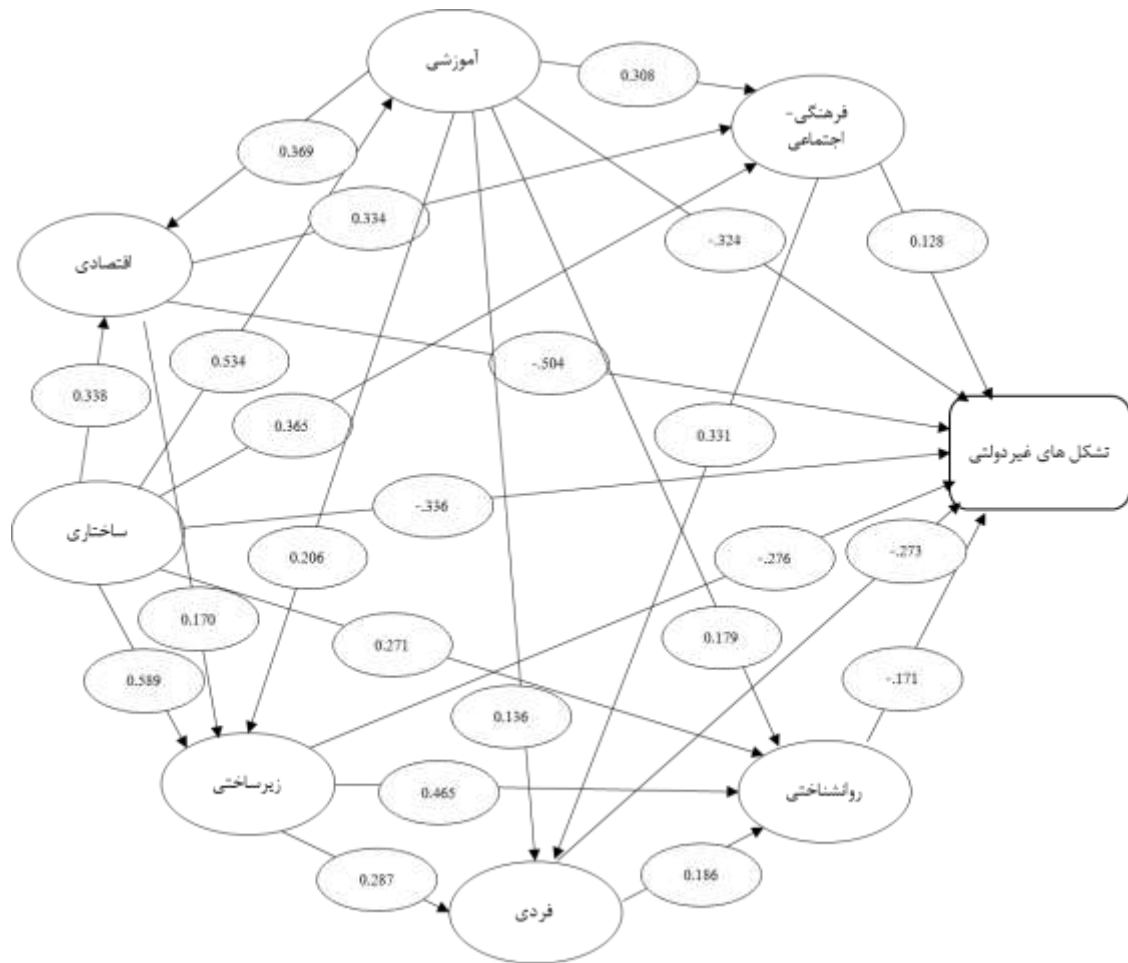 آموزشی
0.308
فرهنگی-
اجتماعی
0.369
0.334
-.324
0.128
اقتصادی
0.534
-.504
0.338
0.365
0.331
تشکل های غیردولتی
ساختاری
-.336
0.206
-.276
-.273
0.170
0.271
0.179
0.589
-.171
0.136
زیرساختی
0.465
روانشناختی
0.287
0.186
فردی